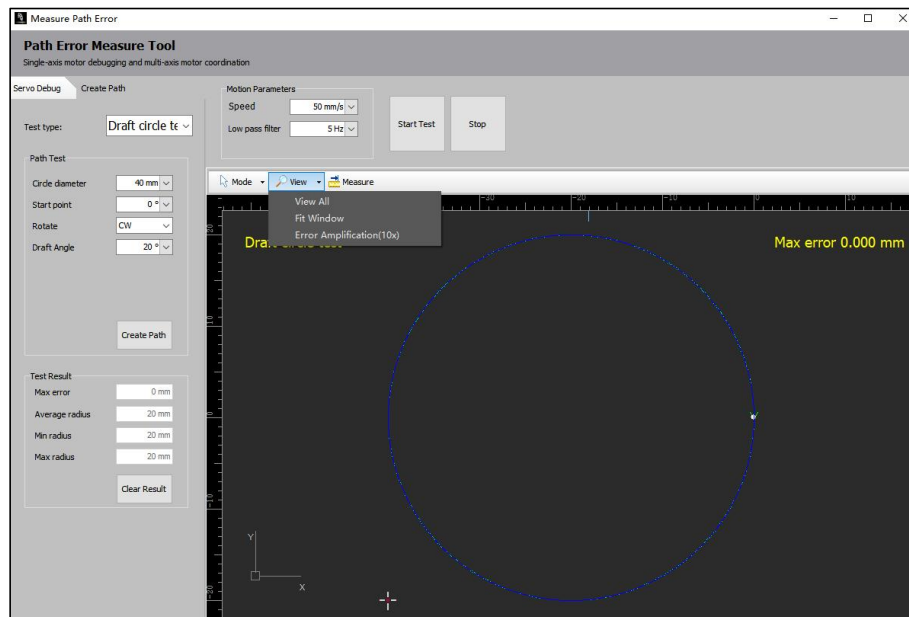 Measure Path Error
Path Error Measure Tool
Single-axis motor debugging and multi-axis motor coordination
Servo Debug
Create Path
Test type:
Draft circle te
Path Test
Circle diameter
40 mm
Start point
0 °
Rotate
CW
Draft Angle
20 °
Create Path
Test Result
Max error
0 mm
Average radius
20 mm
Min radius
20 mm
Max radius
20 mm
Clear Result
Motion Parameters
Speed
50 mm/s
Low pass filter
5 Hz
Start Test
Stop
Mode
View
Measure
View All
Fit Window
Error Amplification(10x)
-30
-20
-10
0
10
20
10
0
-10
-20
Max error 0.000 mm
Y
X